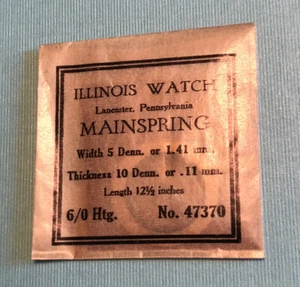 ILLINOIS WATCH
Lancaster, Pennsylvania
MAINSPRING
Width 5 Denn. or 1.41 mm.
Thickness 10 Denn. or .11 mm.
Length 12½ inches
6/0 Htg. No. 47370